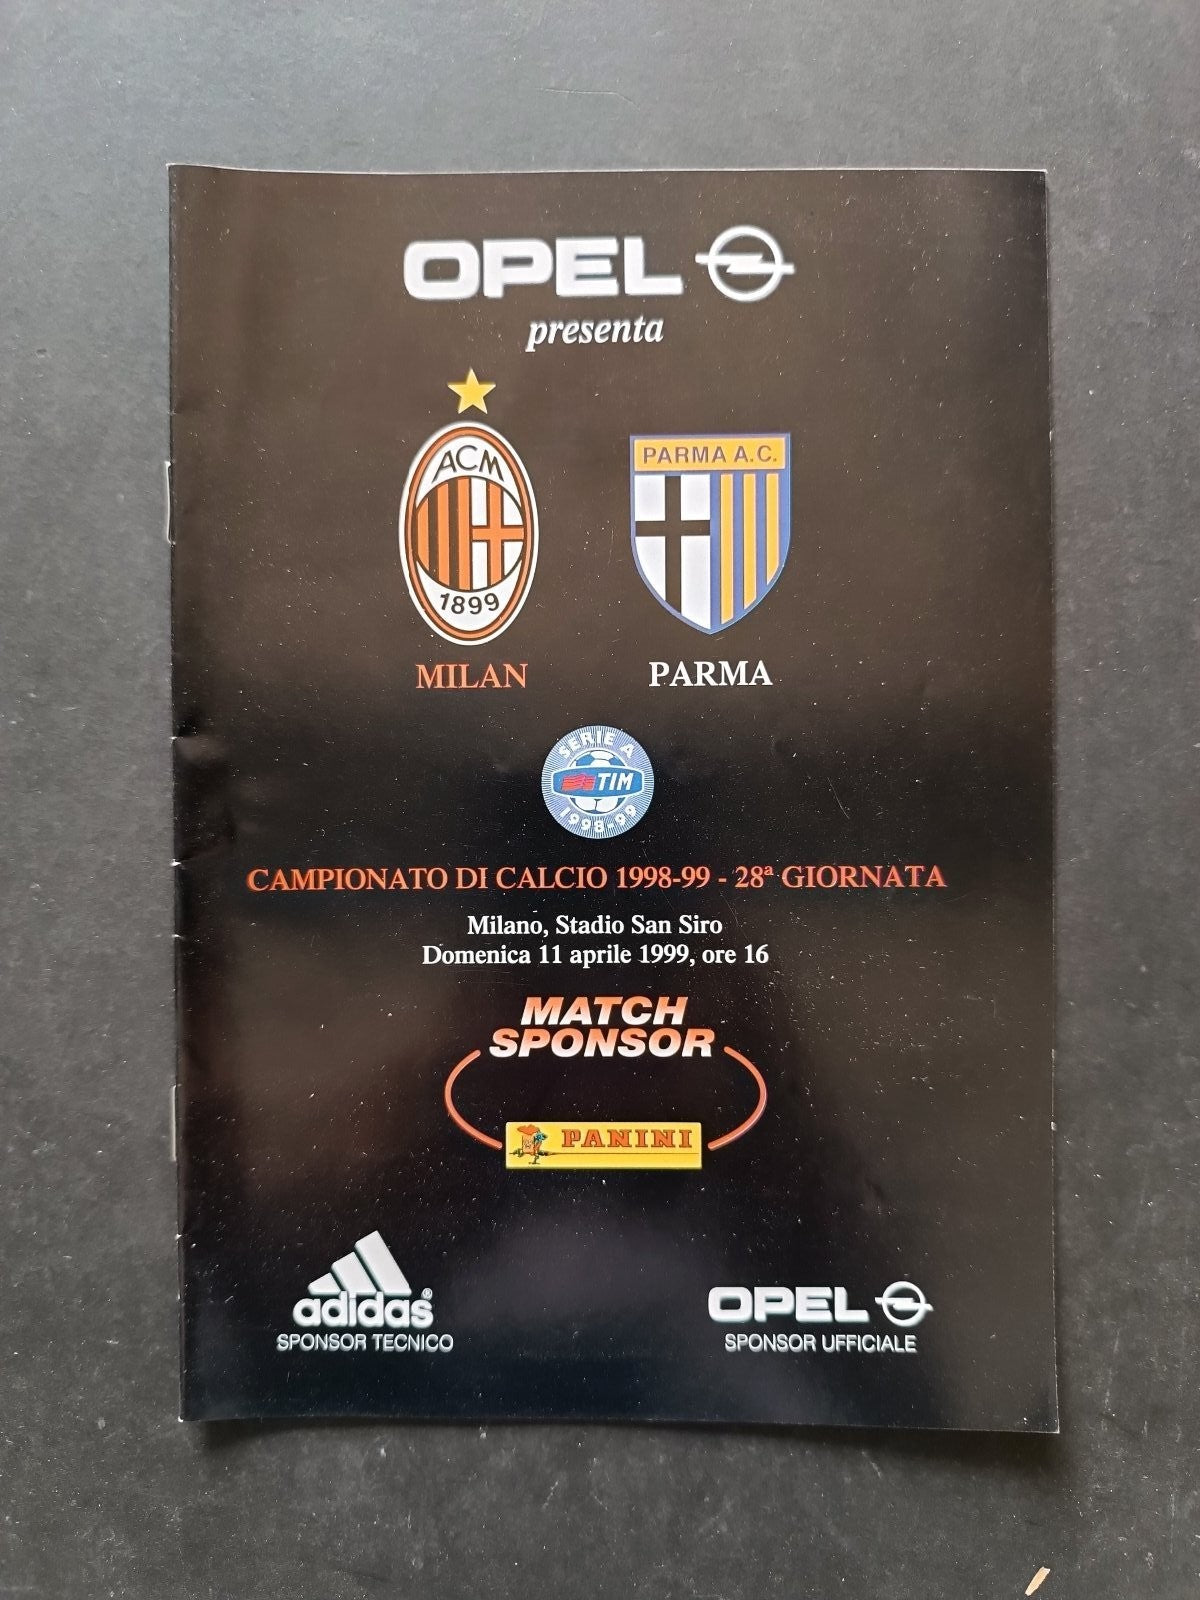 OPEL
presenta
ACM
1899
PARMA A.C.
MILAN
PARMA
SERIE A
TIM
1998-99
CAMPIONATO DI CALCIO 1998-99 - 28ª GIORNATA
Milano, Stadio San Siro
Domenica 11 aprile 1999, ore 16
MATCH
SPONSOR
PANINI
adidas®
SPONSOR TECNICO
OPEL
SPONSOR UFFICIALE